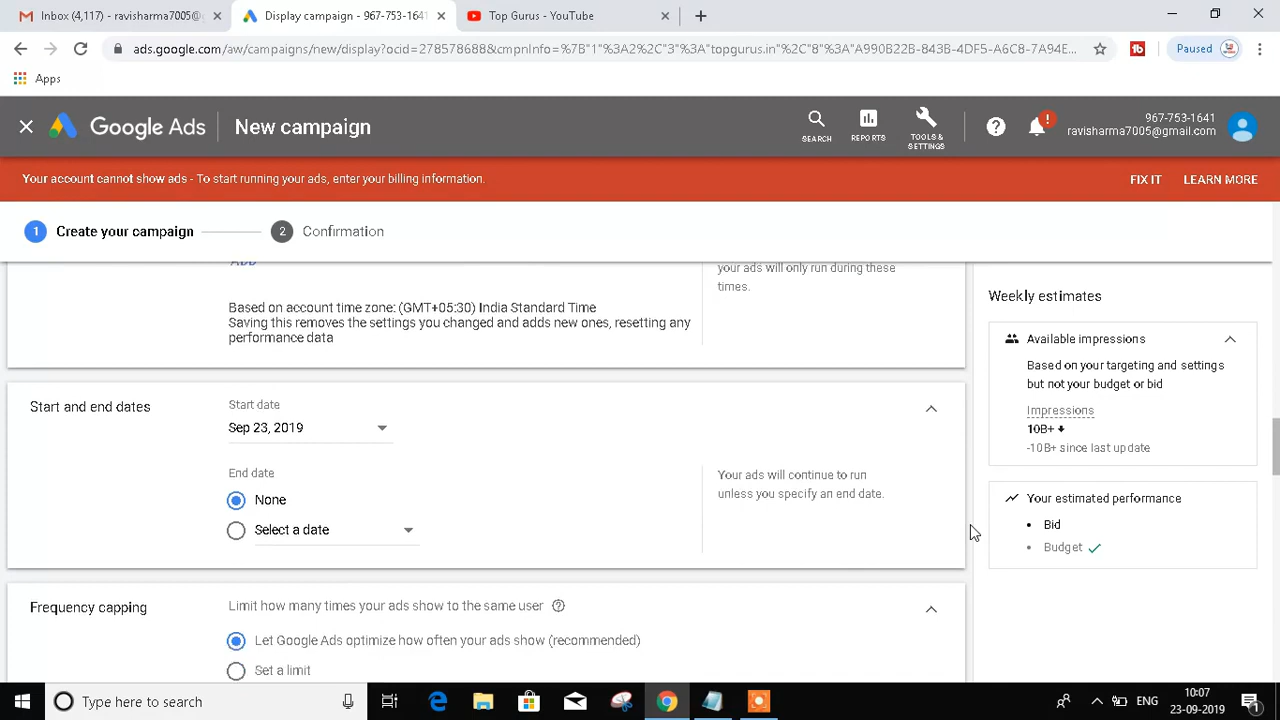 Inbox (4,117) - ravisharma7005@
Display campaign - 967-753-1641
Top Gurus - YouTube
ads.google.com/aw/campaigns/new/display?ocid=278578688&cmpnInfo=%7B"1"%3A2%2C"3"%3A"topgurus.in"%2C"8"%3A"A990B22B-843B-4DF5-A6C8-7A94E...
Paused
Apps
Google Ads
New campaign
SEARCH
REPORTS
TOOLS & SETTINGS
967-753-1641
ravisharma7005@gmail.com
Your account cannot show ads - To start running your ads, enter your billing information.
FIX IT
LEARN MORE
1 Create your campaign
2 Confirmation
ADD
your ads will only run during these
times.
Based on account time zone: (GMT+05:30) India Standard Time
Saving this removes the settings you changed and adds new ones, resetting any
performance data
Start and end dates
Start date
Sep 23, 2019
End date
None
Select a date
Your ads will continue to run
unless you specify an end date.
Frequency capping
Limit how many times your ads show to the same user
Let Google Ads optimize how often your ads show (recommended)
Set a limit
Weekly estimates
Available impressions
Based on your targeting and settings
but not your budget or bid
Impressions
10B+
-10B+ since last update
Your estimated performance
Bid
Budget
Type here to search
ENG
10:07
23-09-2019
1